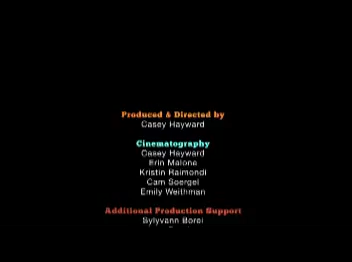 Produced & Directed by
Casey Hayward
Cinematography
Casey Hayward
Erin Malone
Kristin Raimondi
Cam Soergel
Emily Weithman
Additional Production Support
Sylyvann Borei